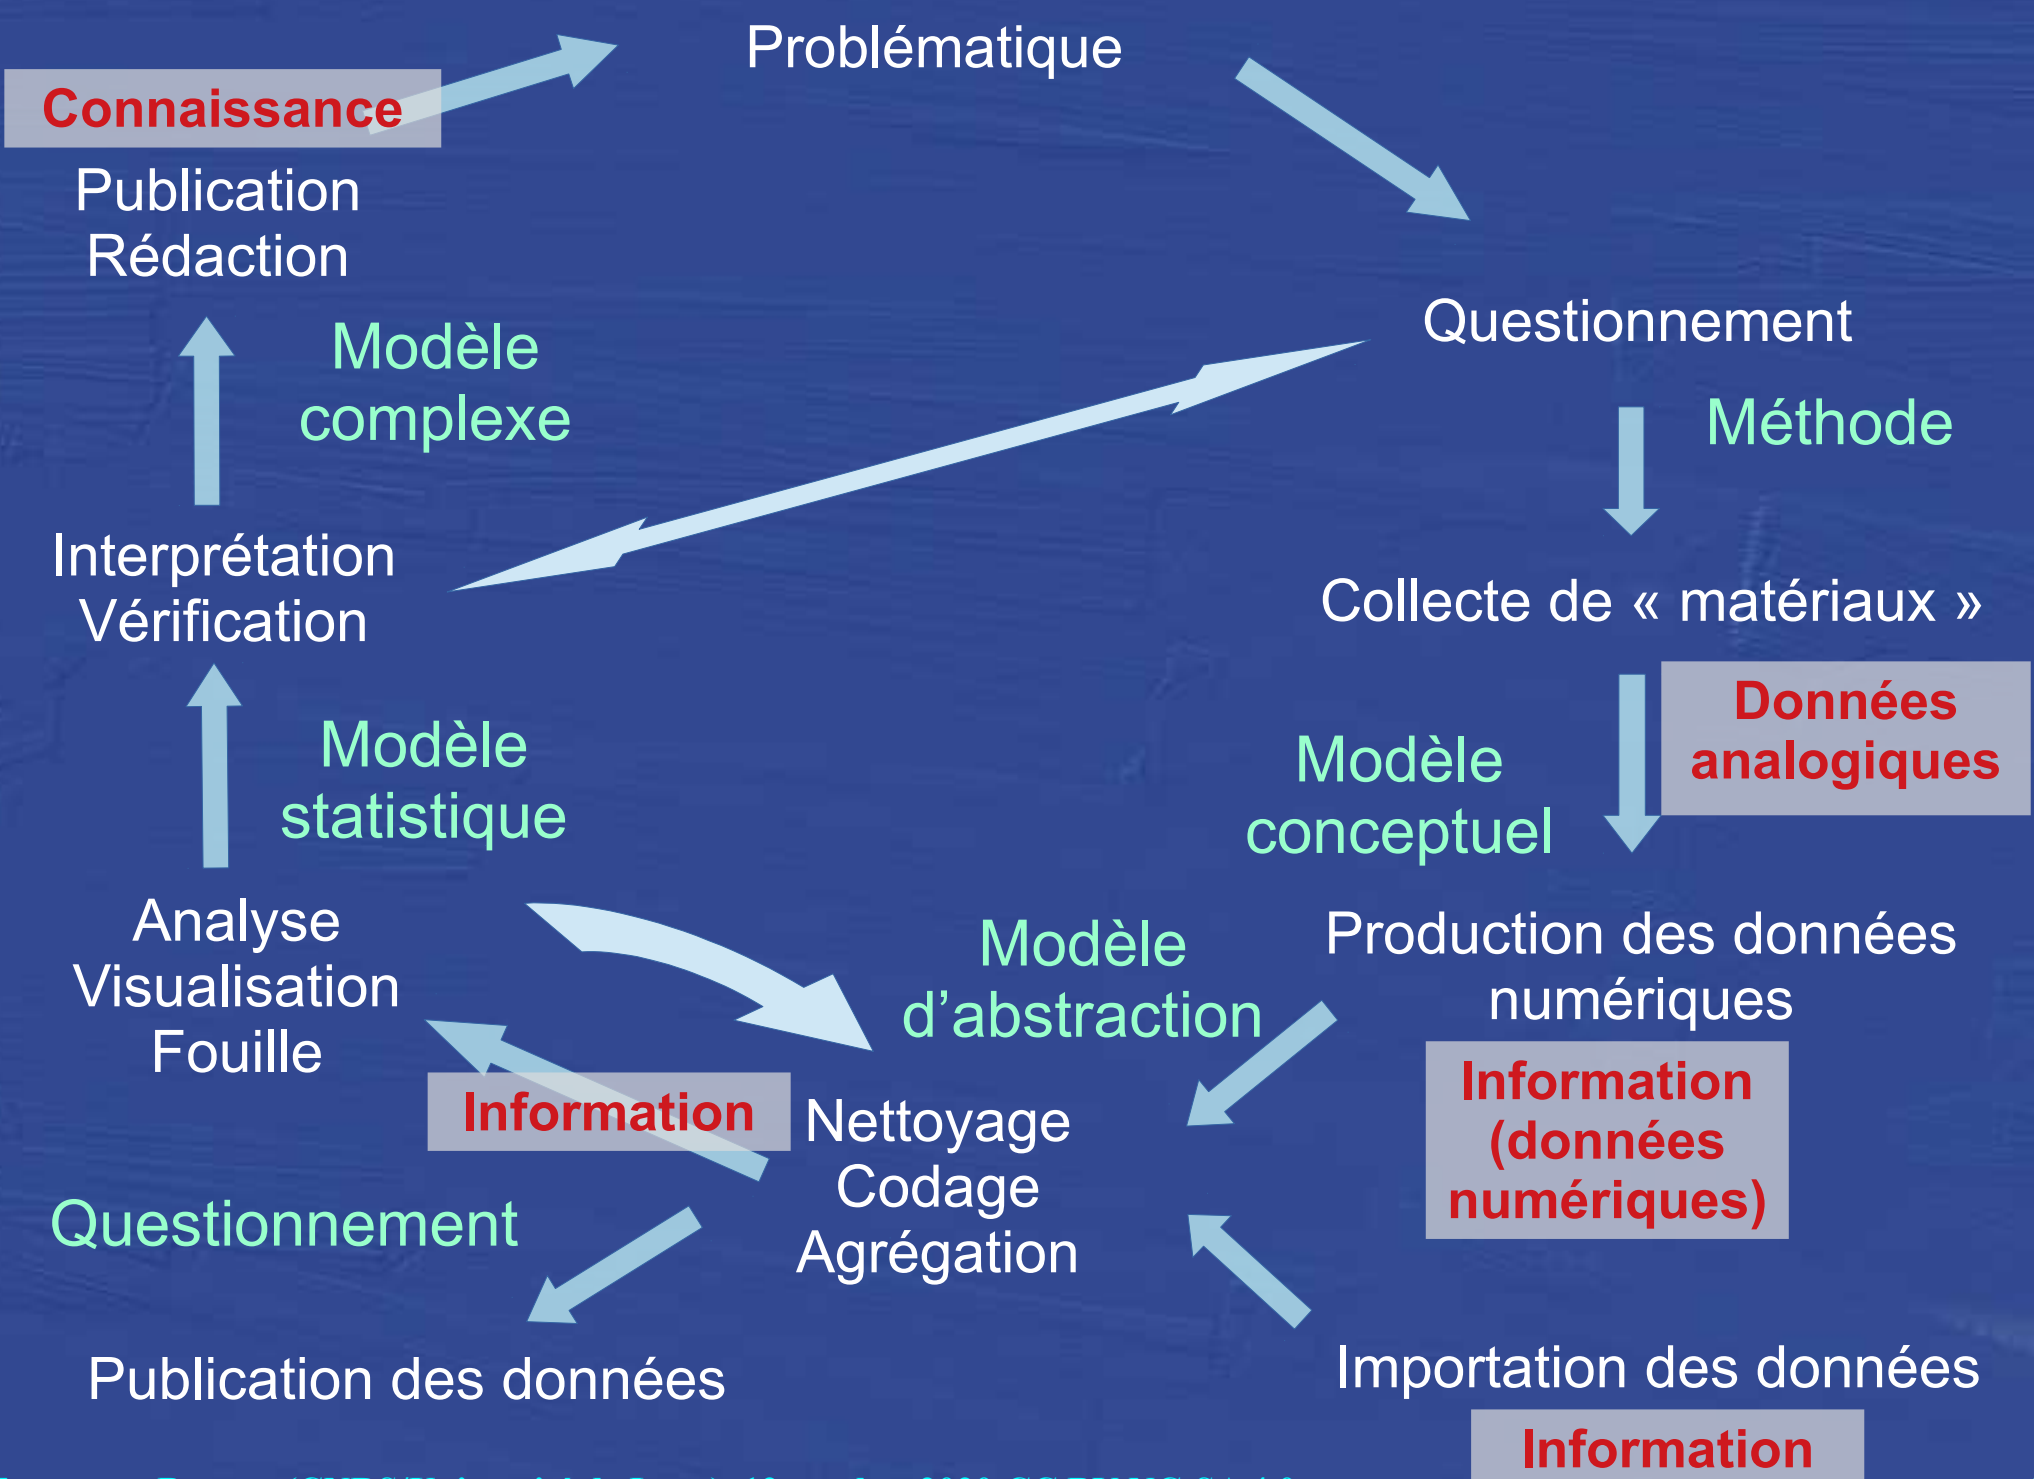 Problématique
Connaissance
Publication
Rédaction
Questionnement
Modèle
complexe
Méthode
Interprétation
Vérification
Collecte de « matériaux »
Données
analogiques
Modèle
statistique
Modèle
conceptuel
Analyse
Visualisation
Fouille
Modèle
d’abstraction
Production des données
numériques
Information
(données
numériques)
Information
Nettoyage
Codage
Agrégation
Questionnement
Publication des données
Importation des données
Information